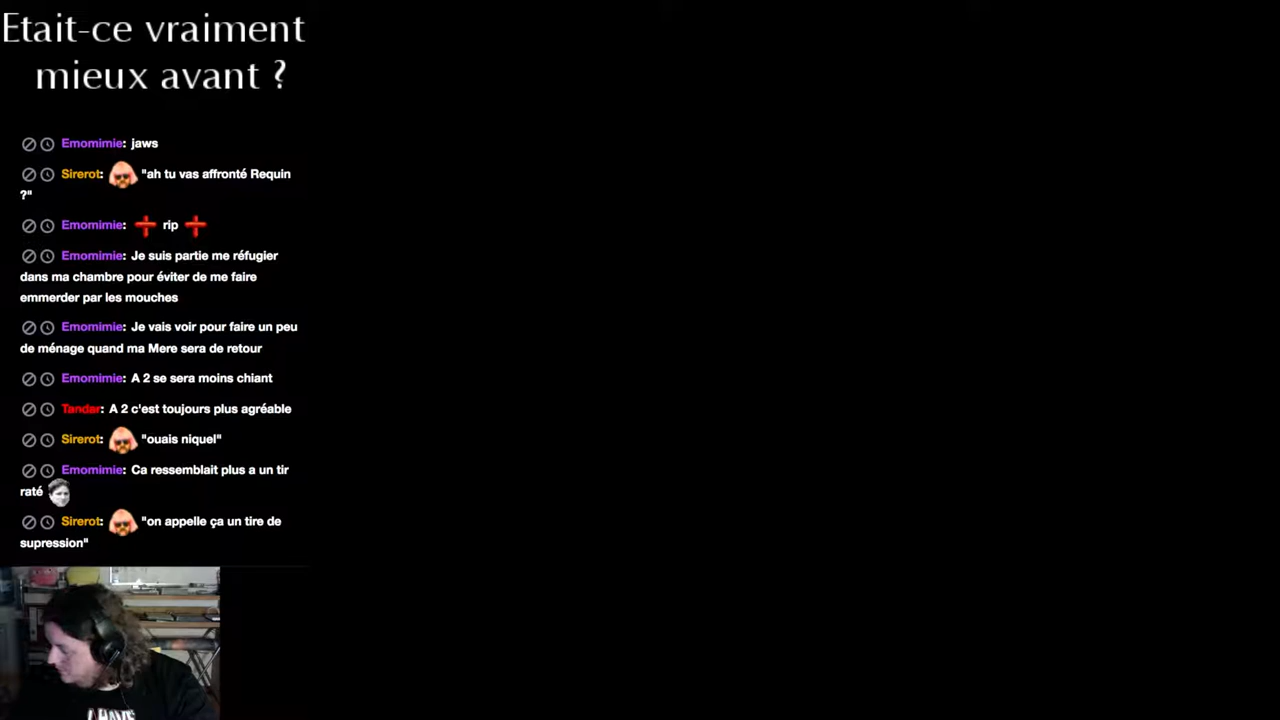 Etait-ce vraiment
mieux avant ?
Emomimie: jaws
Sirerot: "ah tu vas affronté Requin
?"
Emomimie: rip
Emomimie: Je suis partie me réfugier
dans ma chambre pour éviter de me faire
emmerder par les mouches
Emomimie: Je vais voir pour faire un peu
de ménage quand ma Mere sera de retour
Emomimie: A 2 se sera moins chiant
Tandar: A 2 c'est toujours plus agréable
Sirerot: "ouais niquel"
Emomimie: Ca ressemblait plus a un tir
raté
Sirerot: "on appelle ça un tire de
supression"